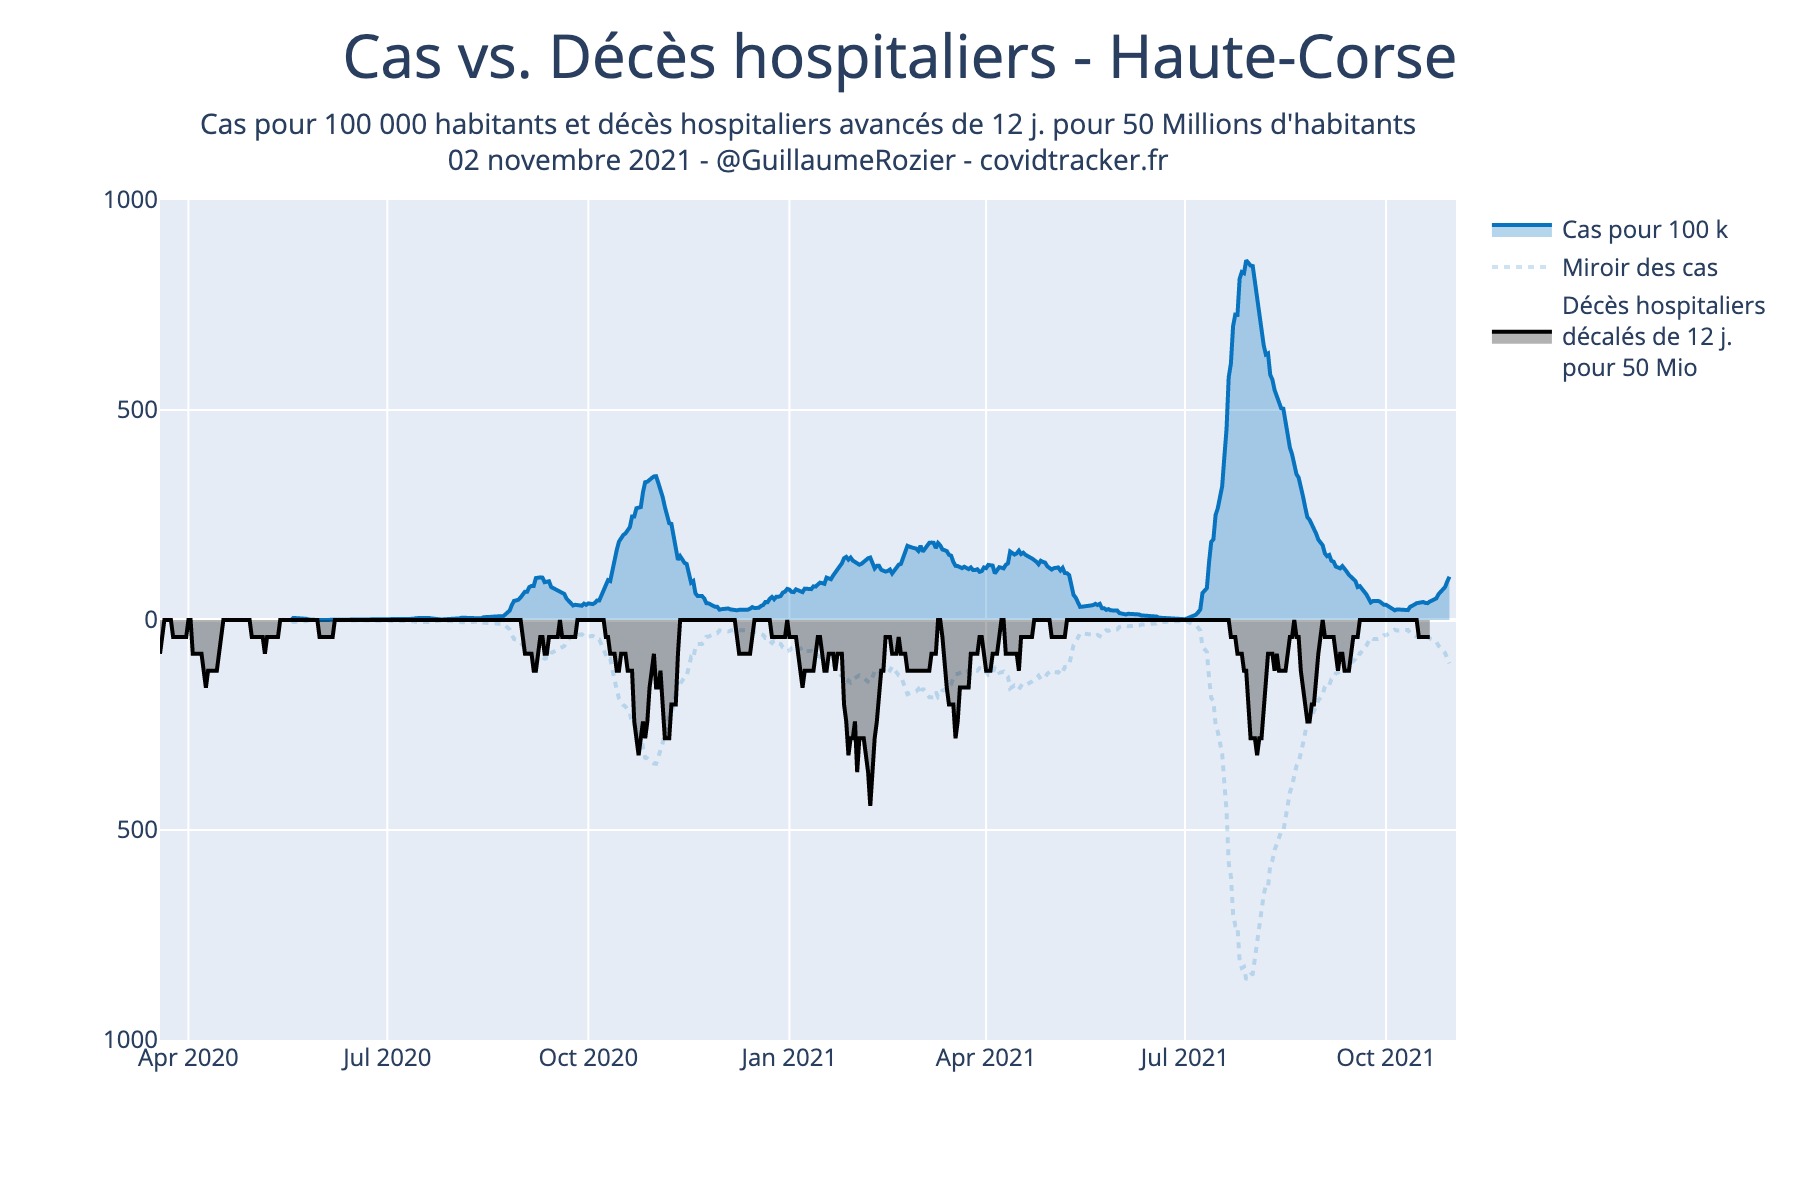 Cas vs. Décès hospitaliers - Haute-Corse
Cas pour 100 000 habitants et décès hospitaliers avancés de 12 j. pour 50 Millions d'habitants
02 novembre 2021 - @GuillaumeRozier - covidtracker.fr
1000
500
0
500
1000
Apr 2020
Jul 2020
Oct 2020
Jan 2021
Apr 2021
Jul 2021
Oct 2021
Cas pour 100 k
Miroir des cas
Décès hospitaliers
décalés de 12 j.
pour 50 Mio